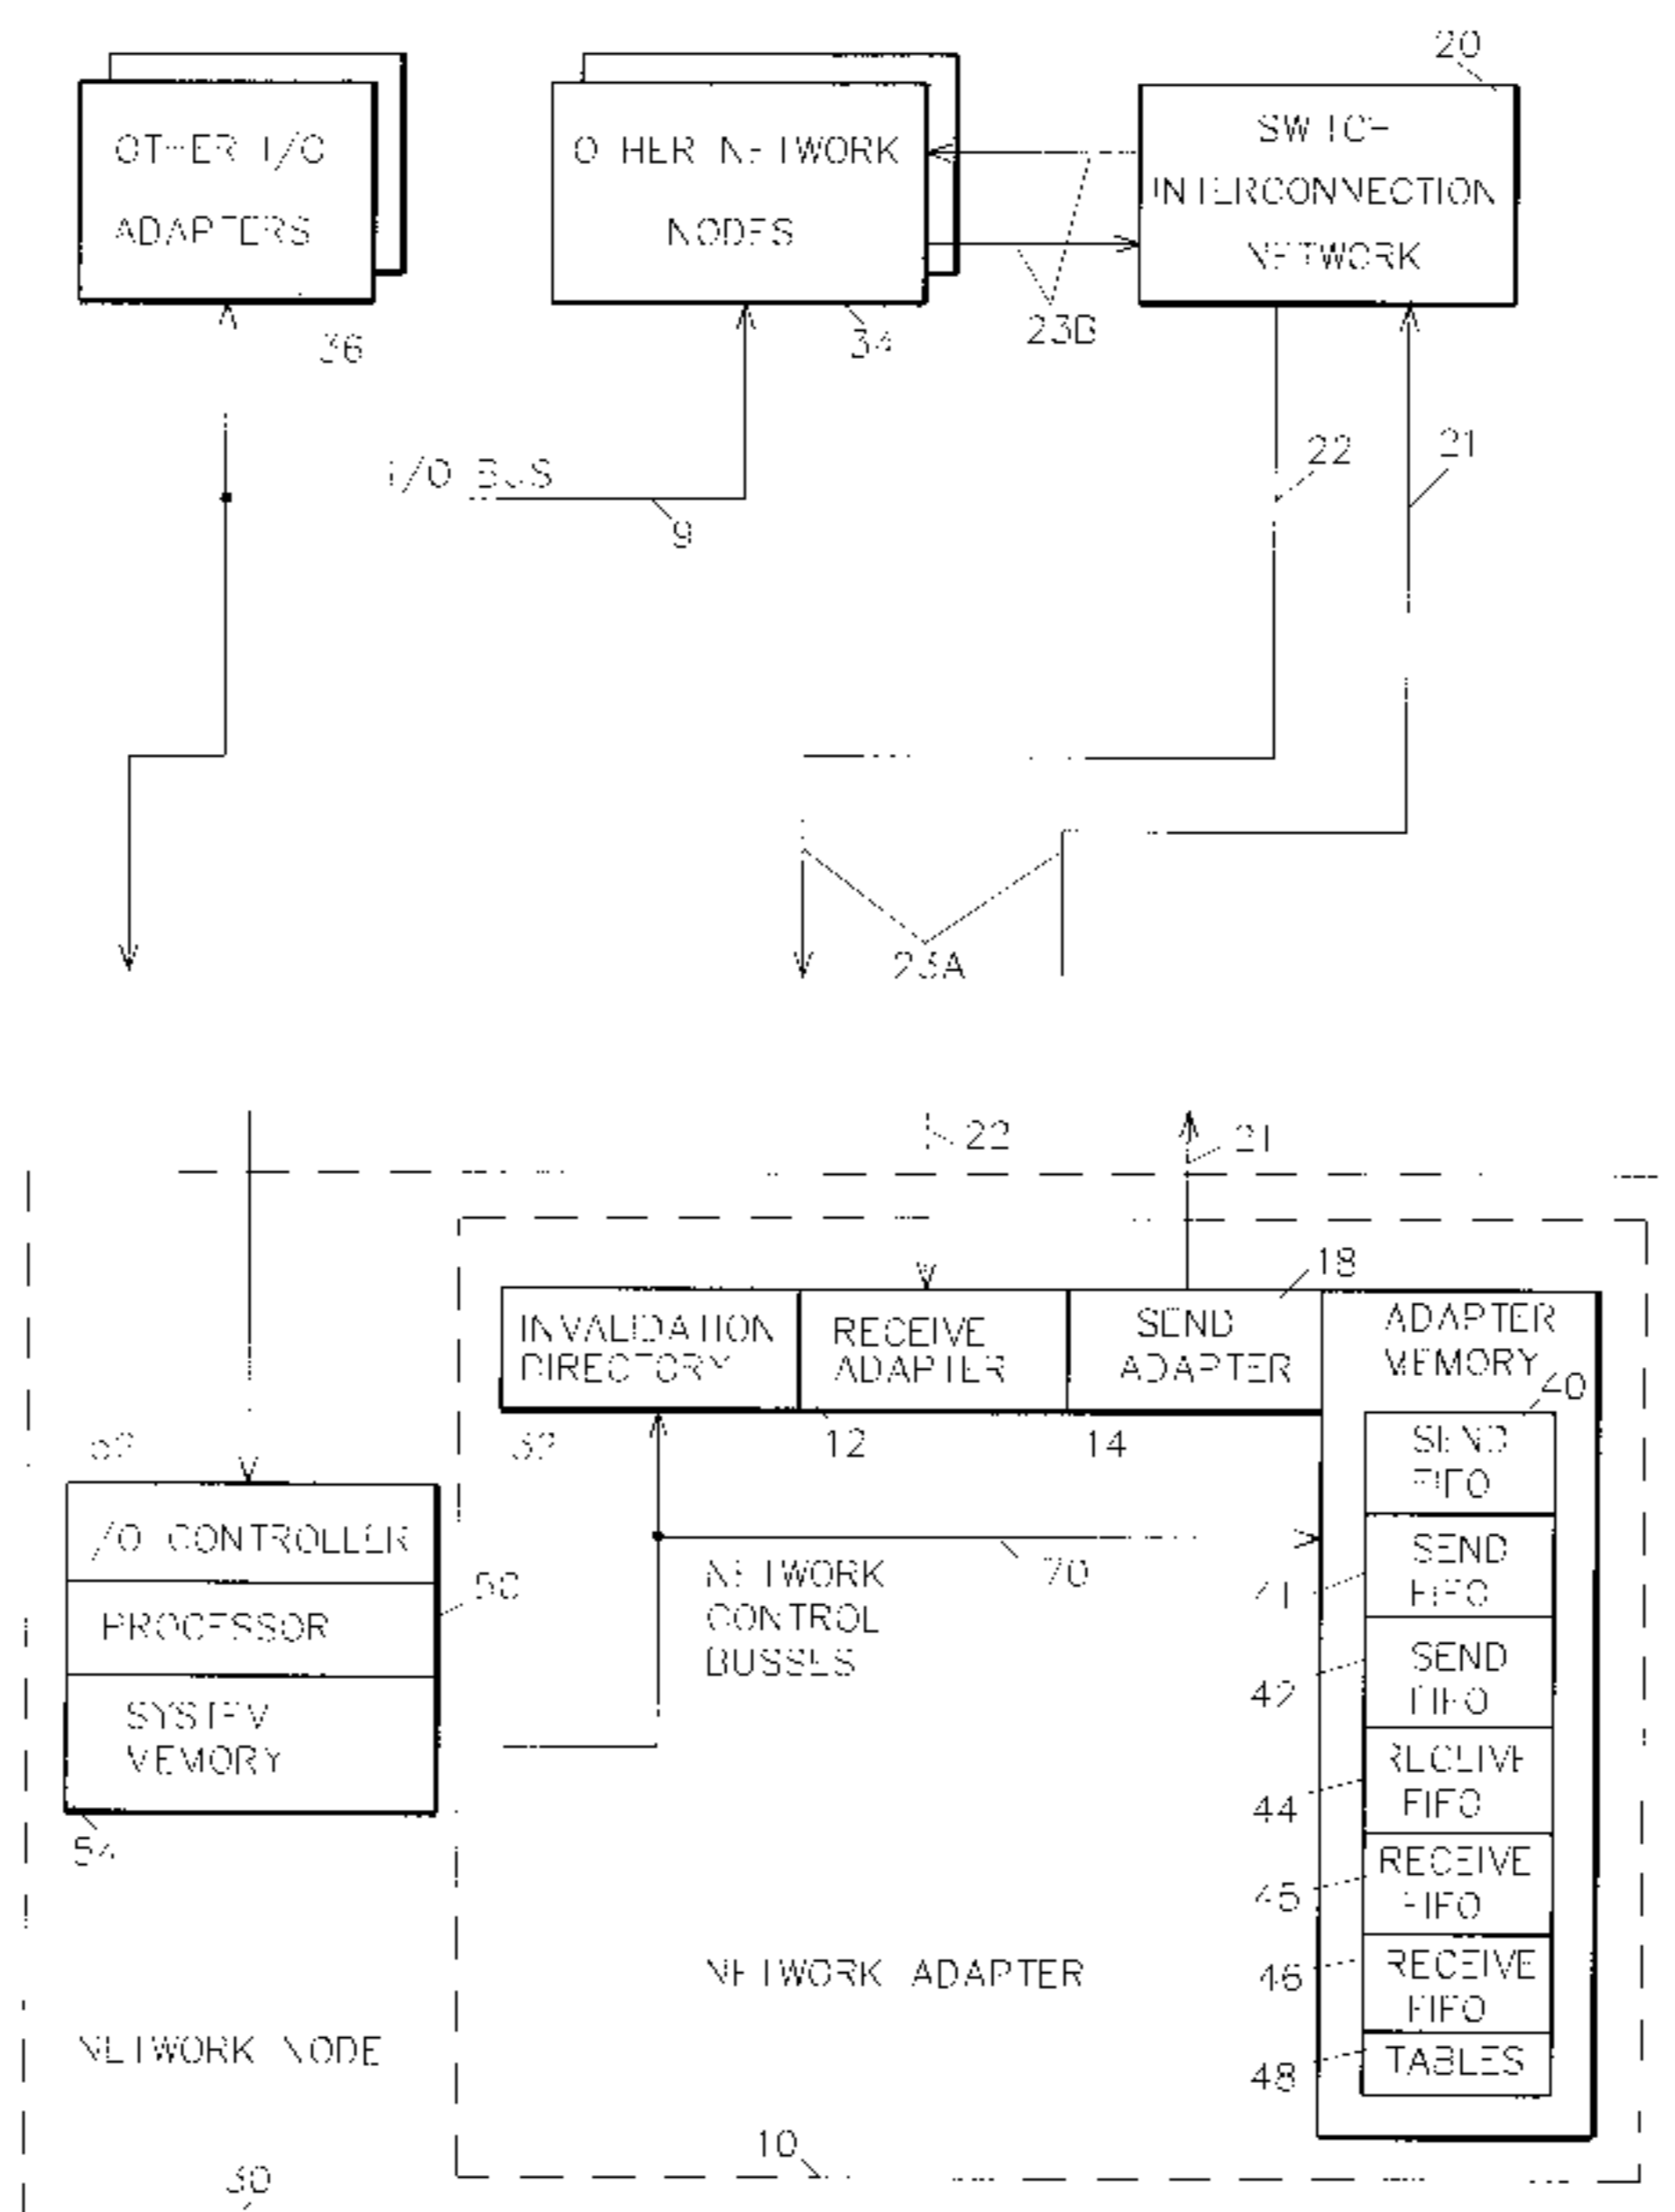 20
OTHER I/O
ADAPTERS
OTHER NETWORK
NODES
SWITCH
INTERCONNECTION
NETWORK
36
34
23B
I/O BUS
9
22
21
23A
22
21
18
INVALIDATION
DIRECTORY
RECEIVE
ADAPTER
SEND
ADAPTER
ADAPTER
MEMORY
40
32
12
14
52
I/O CONTROLLER
PROCESSOR
SYSTEM
MEMORY
50
54
NETWORK
CONTROL
BUSSES
70
SEND
FIFO
41
SEND
FIFO
42
SEND
FIFO
44
RECEIVE
FIFO
45
RECEIVE
FIFO
46
RECEIVE
FIFO
48
TABLES
NETWORK ADAPTER
NETWORK NODE
10
30